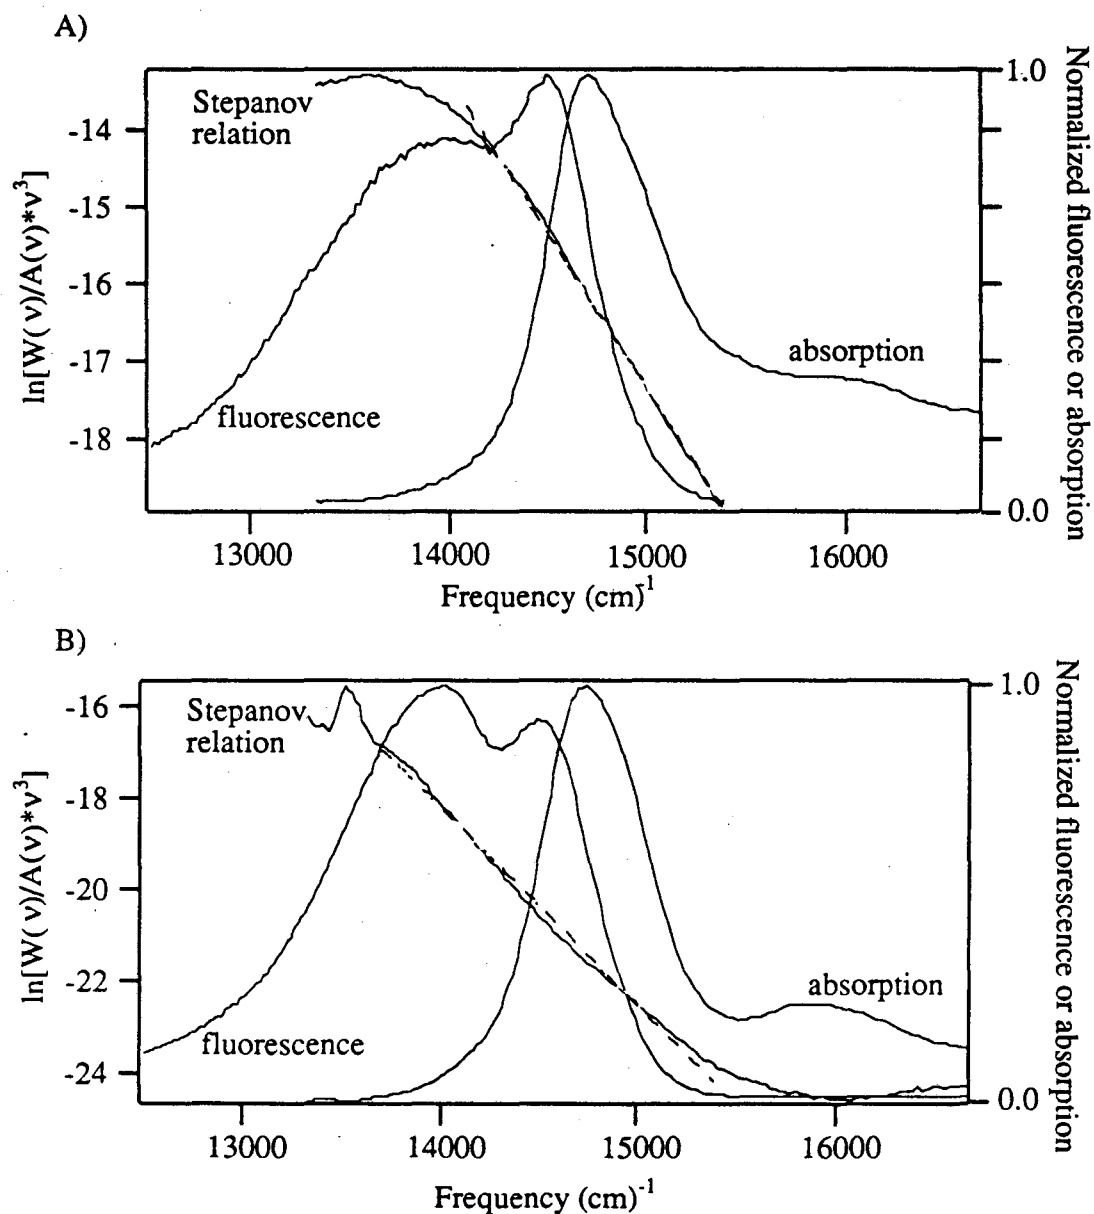 A)
Stepanov
relation
-14
-15
-16
-17
-18
ln[W(ν)/A(ν)*ν³]
fluorescence
absorption
1.0
0.0
Normalized fluorescence or absorption
13000
14000
15000
16000
Frequency (cm)⁻¹
B)
Stepanov
relation
-16
-18
-20
-22
-24
ln[W(ν)/A(ν)*ν³]
fluorescence
absorption
1.0
0.0
Normalized fluorescence or absorption
13000
14000
15000
16000
Frequency (cm)⁻¹